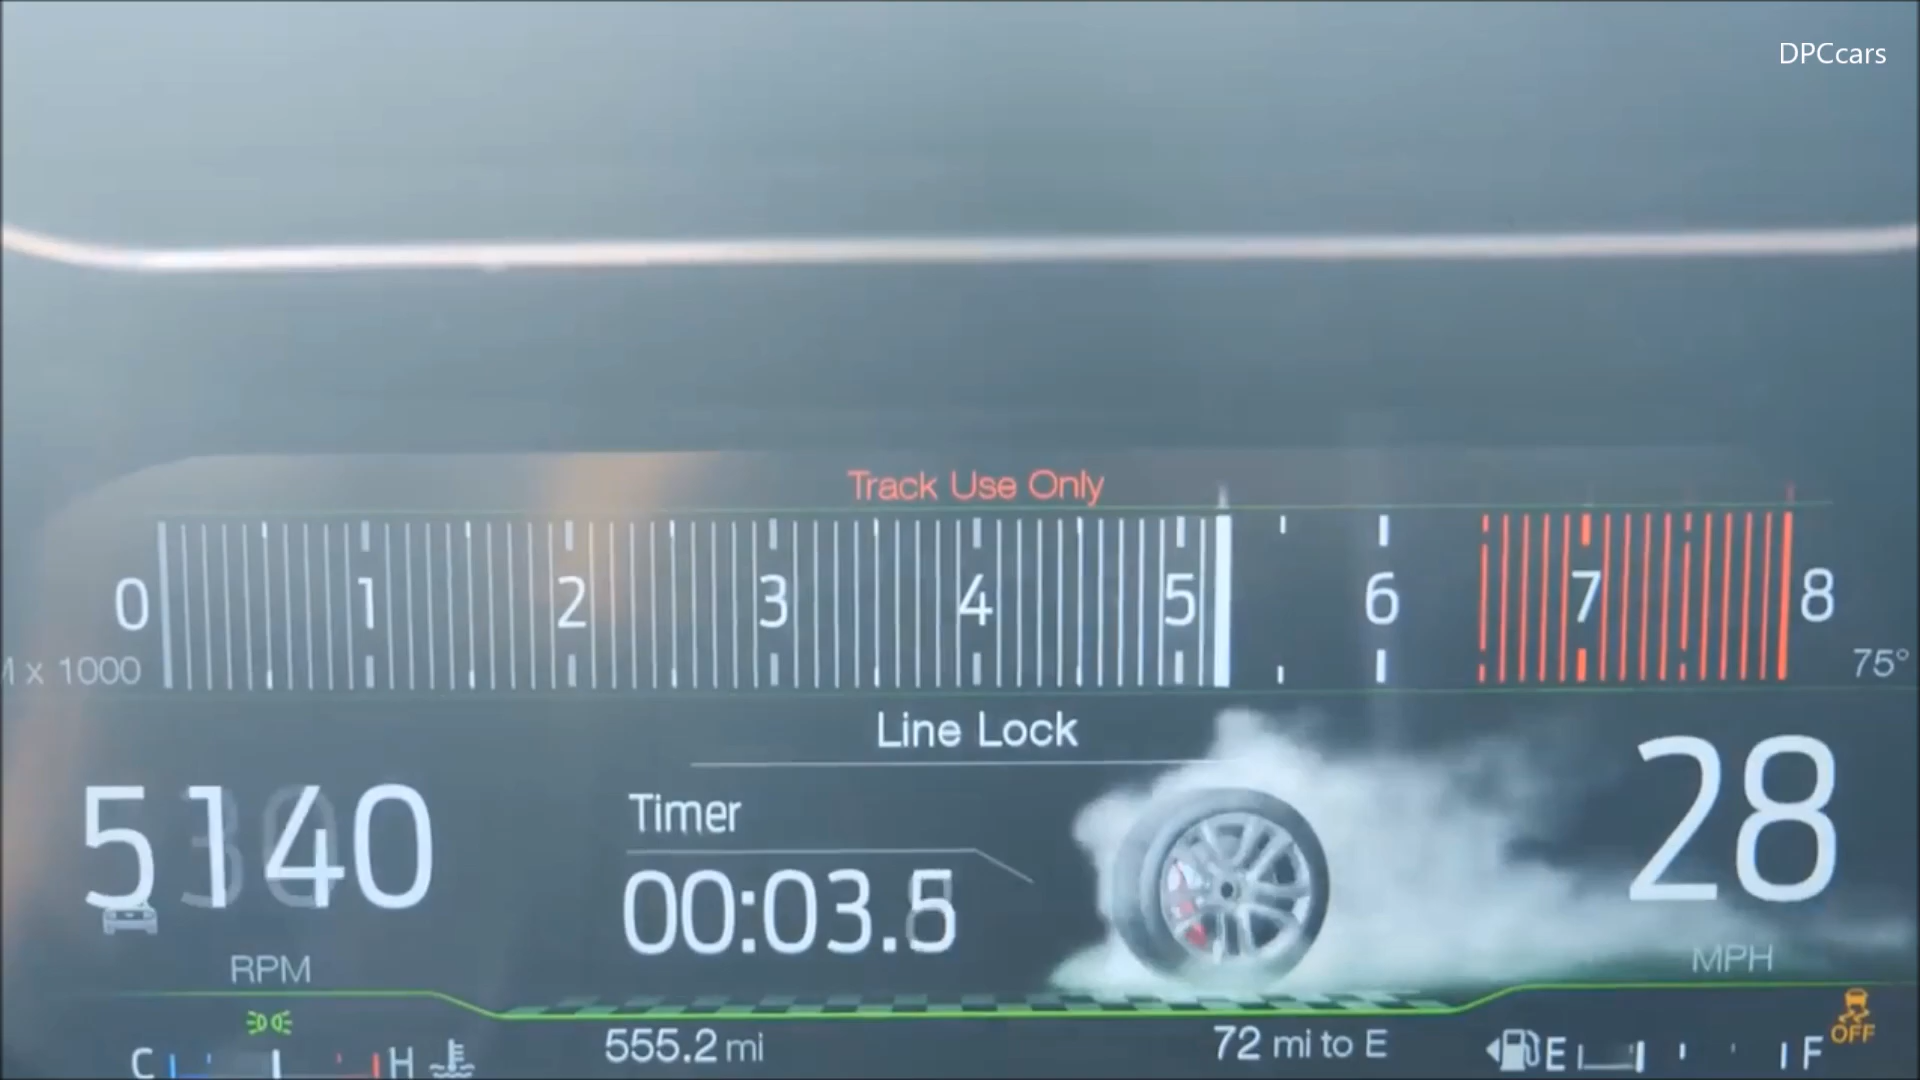 DPCcars
Track Use Only
0 1 2 3 4 5 6 7 8
x 1000
75°
Line Lock
5140
RPM
Timer
00:03.5
28
MPH
555.2 mi
72 mi to E
C H
E F
OFF